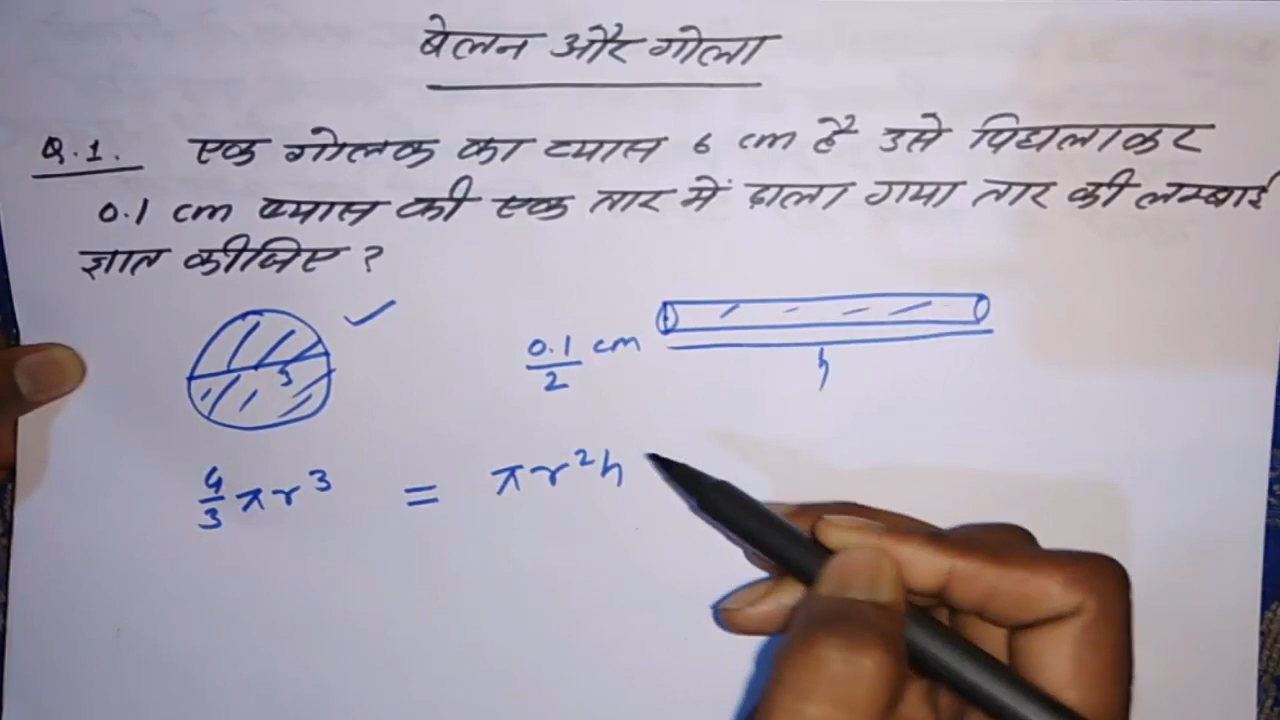 बेलन और गोला
Q.1. एक गोलक का व्यास 6 cm है उसे पिघलाकर
0.1 cm व्यास की एक तार में ढाला गया तार की लम्बाई
ज्ञात कीजिए ?
3
0.1/2 cm
h
4/3 πr³ = πr²h